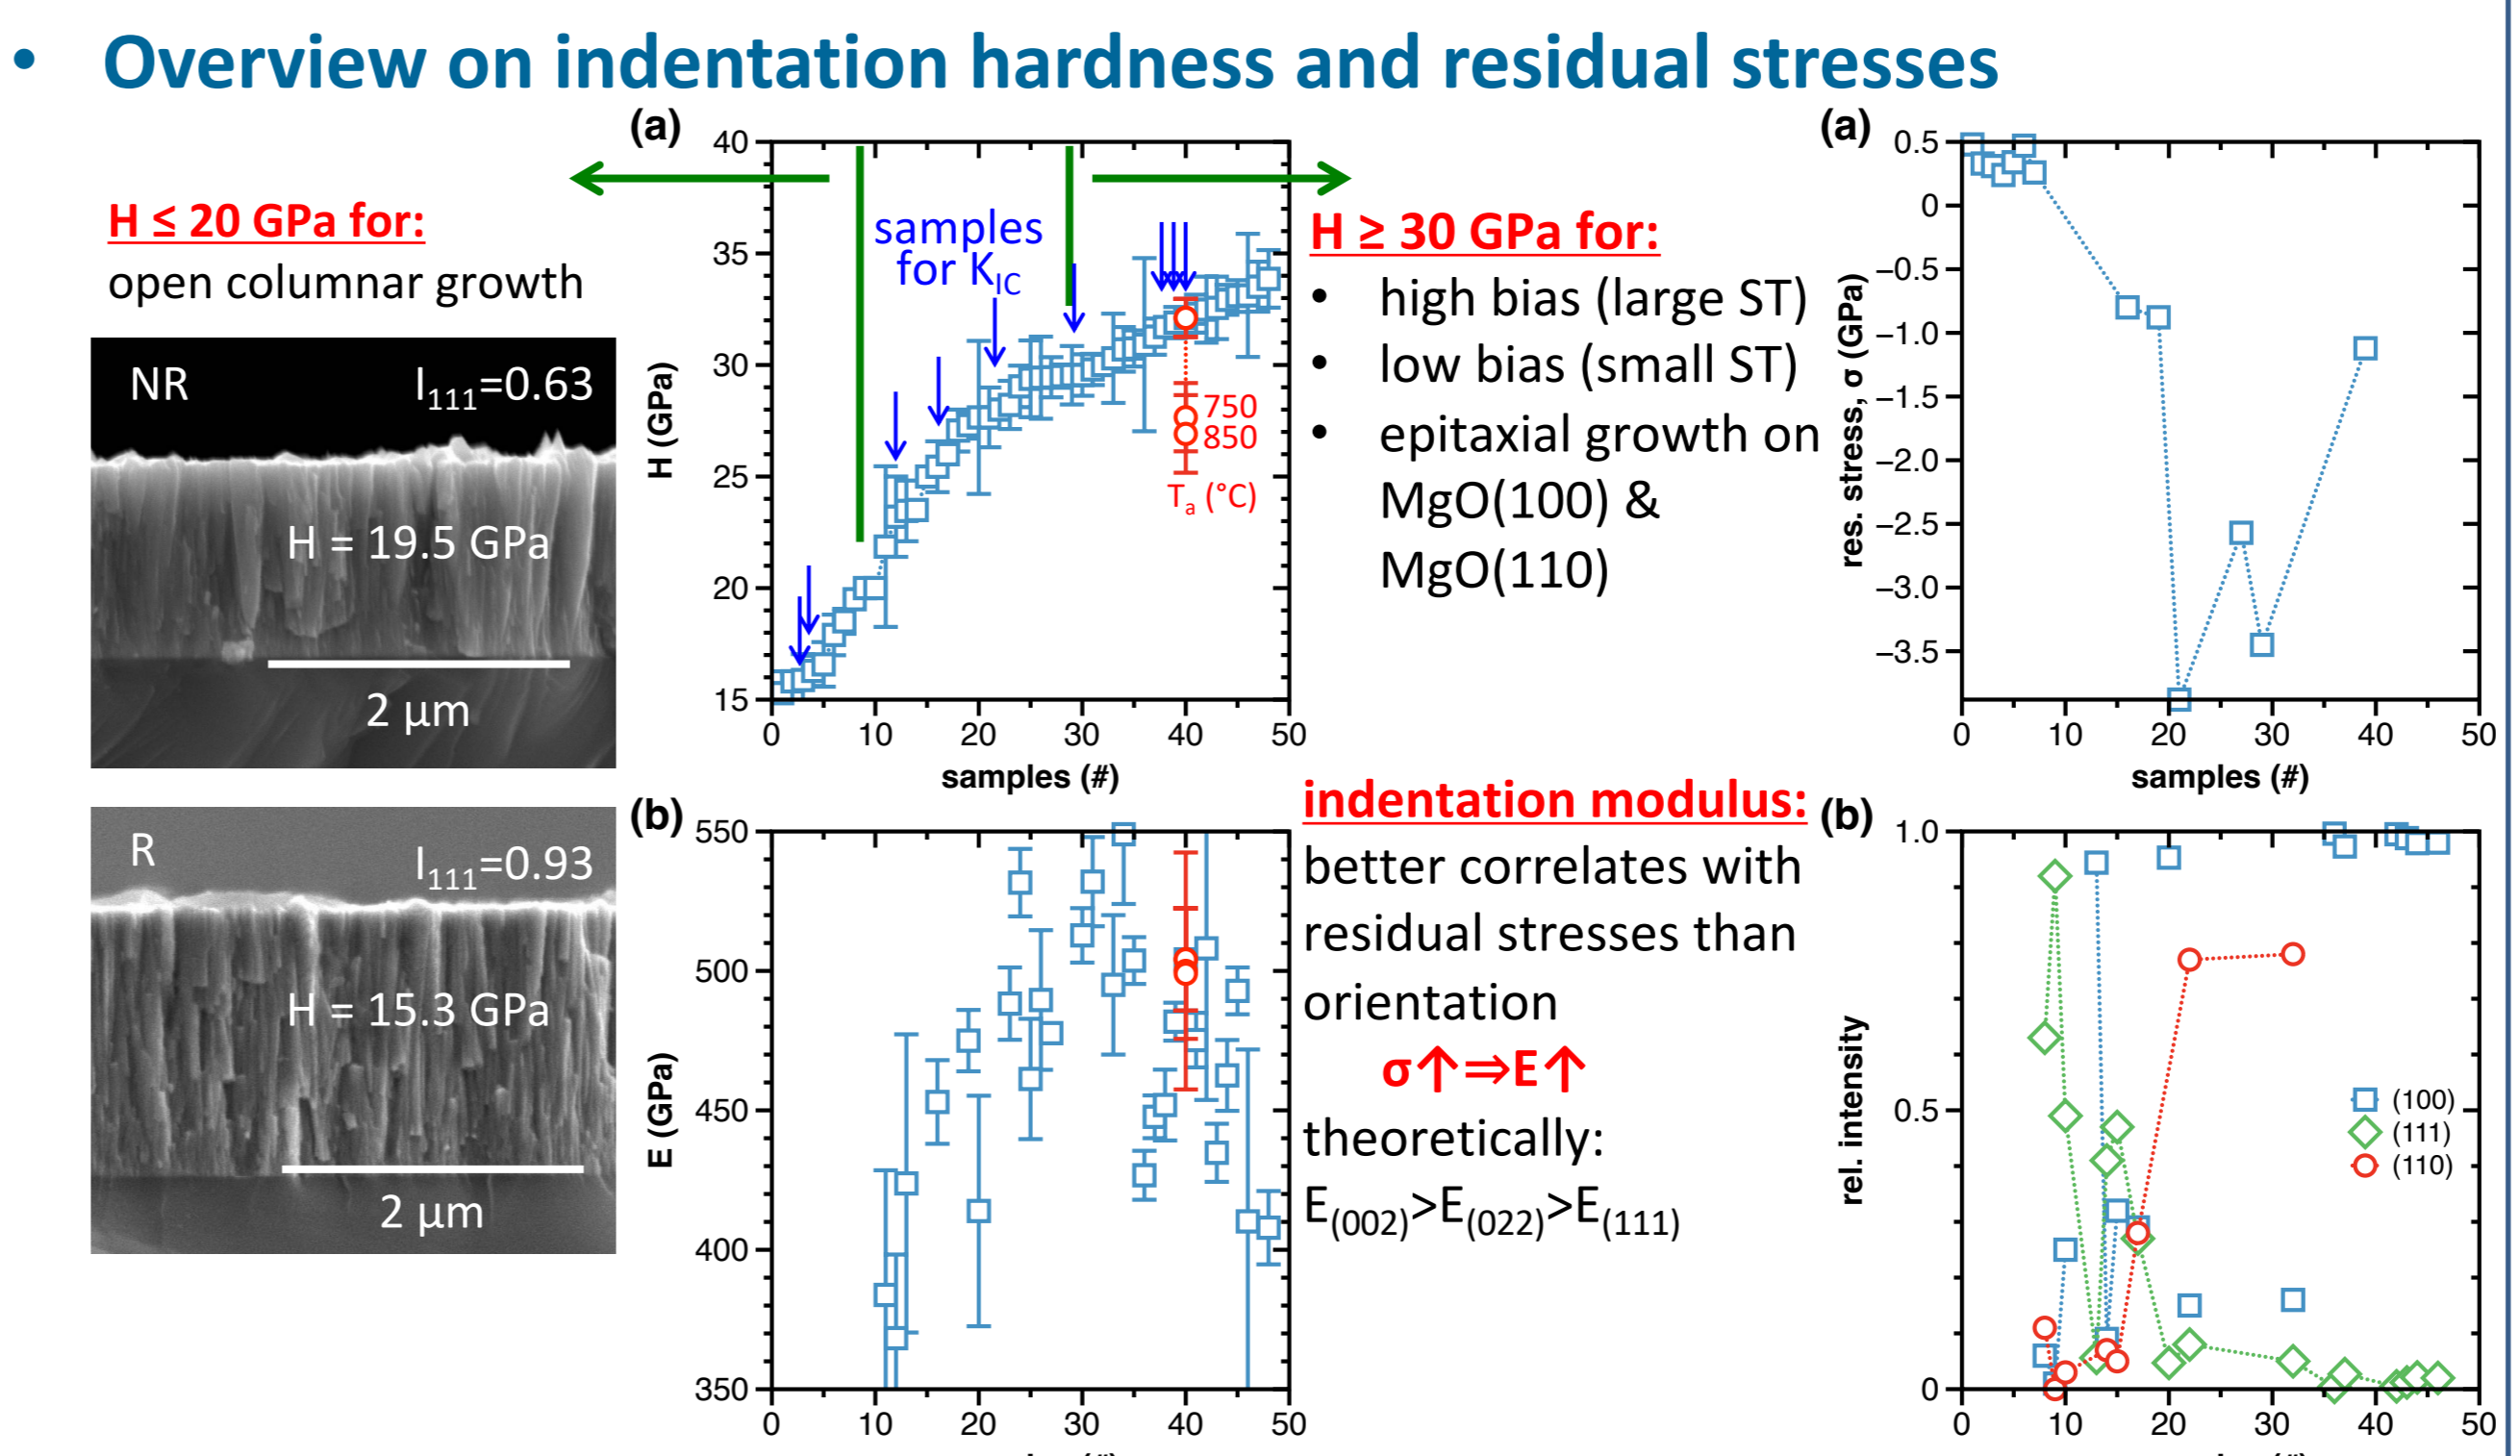 • Overview on indentation hardness and residual stresses
H ≤ 20 GPa for:
open columnar growth
NR
I111=0.63
H = 19.5 GPa
2 µm
R
I111=0.93
H = 15.3 GPa
2 µm
(a)
H (GPa)
40
35
30
25
20
15
samples
for KIC
750
850
Ta (°C)
0 10 20 30 40 50
samples (#)
(b)
E (GPa)
550
500
450
400
350
0 10 20 30 40 50
H ≥ 30 GPa for:
• high bias (large ST)
• low bias (small ST)
• epitaxial growth on
MgO(100) &
MgO(110)
indentation modulus:
better correlates with
residual stresses than
orientation
σ↑⇒E↑
theoretically:
E(002)>E(022)>E(111)
(a)
res. stress, σ (GPa)
0.5
0
−0.5
−1.0
−1.5
−2.0
−2.5
−3.0
−3.5
0 10 20 30 40 50
samples (#)
(b)
rel. intensity
1.0
0.5
0
(100)
(111)
(110)
0 10 20 30 40 50